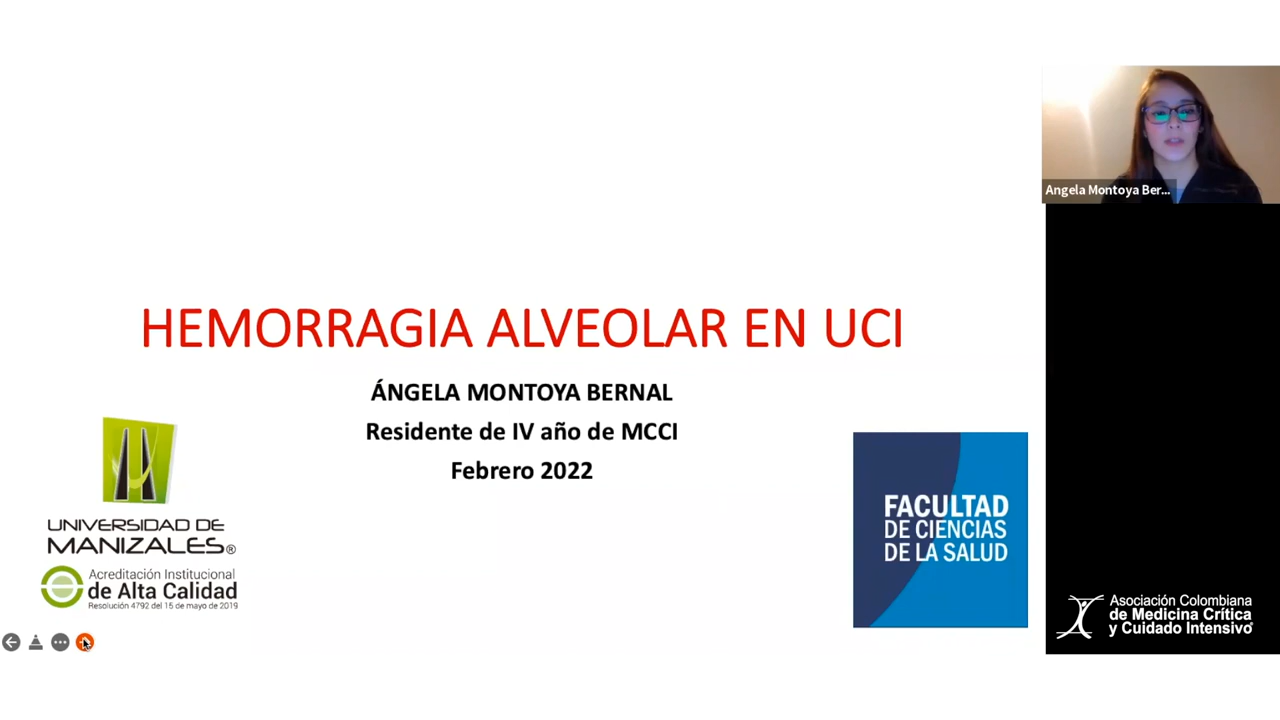 HEMORRAGIA ALVEOLAR EN UCI
ÁNGELA MONTOYA BERNAL
Residente de IV año de MCCI
Febrero 2022
UNIVERSIDAD DE
MANIZALES®
Acreditación Institucional
de Alta Calidad
Resolución 4792 del 15 de mayo de 2019
FACULTAD
DE CIENCIAS
DE LA SALUD
Angela Montoya Ber...
Asociación Colombiana
de Medicina Crítica
y Cuidado Intensivo